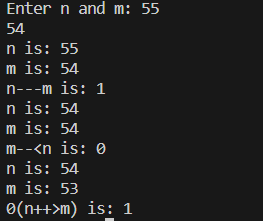 Enter n and m: 55
54
n is: 55
m is: 54
n---m is: 1
n is: 54
m is: 54
m--<n is: 0
n is: 54
m is: 53
0(n++>m) is: 1